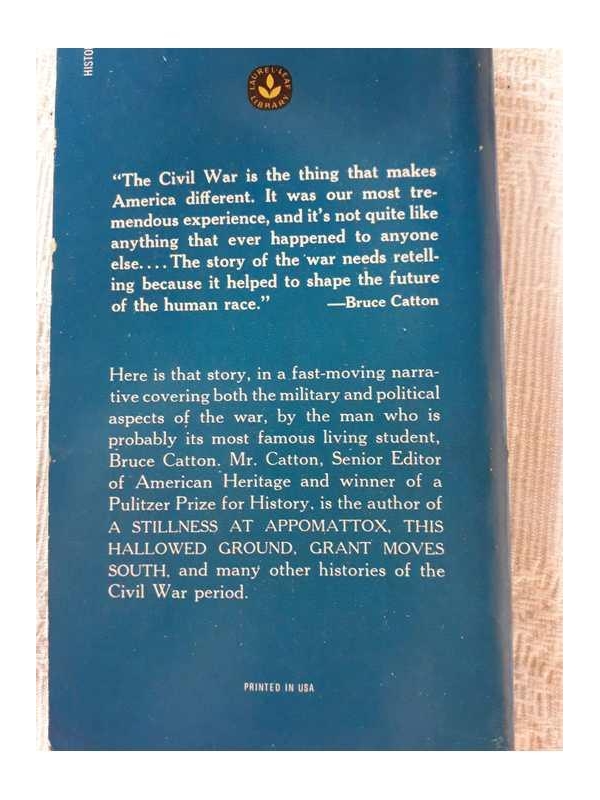 HISTO
LAUREL-LEAF
LIBRARY
“The Civil War is the thing that makes
America different. It was our most tre-
mendous experience, and it’s not quite like
anything that ever happened to anyone
else.... The story of the war needs retell-
ing because it helped to shape the future
of the human race.” —Bruce Catton
Here is that story, in a fast-moving narra-
tive covering both the military and political
aspects of the war, by the man who is
probably its most famous living student,
Bruce Catton. Mr. Catton, Senior Editor
of American Heritage and winner of a
Pulitzer Prize for History, is the author of
A STILLNESS AT APPOMATTOX, THIS
HALLOWED GROUND, GRANT MOVES
SOUTH, and many other histories of the
Civil War period.
PRINTED IN USA